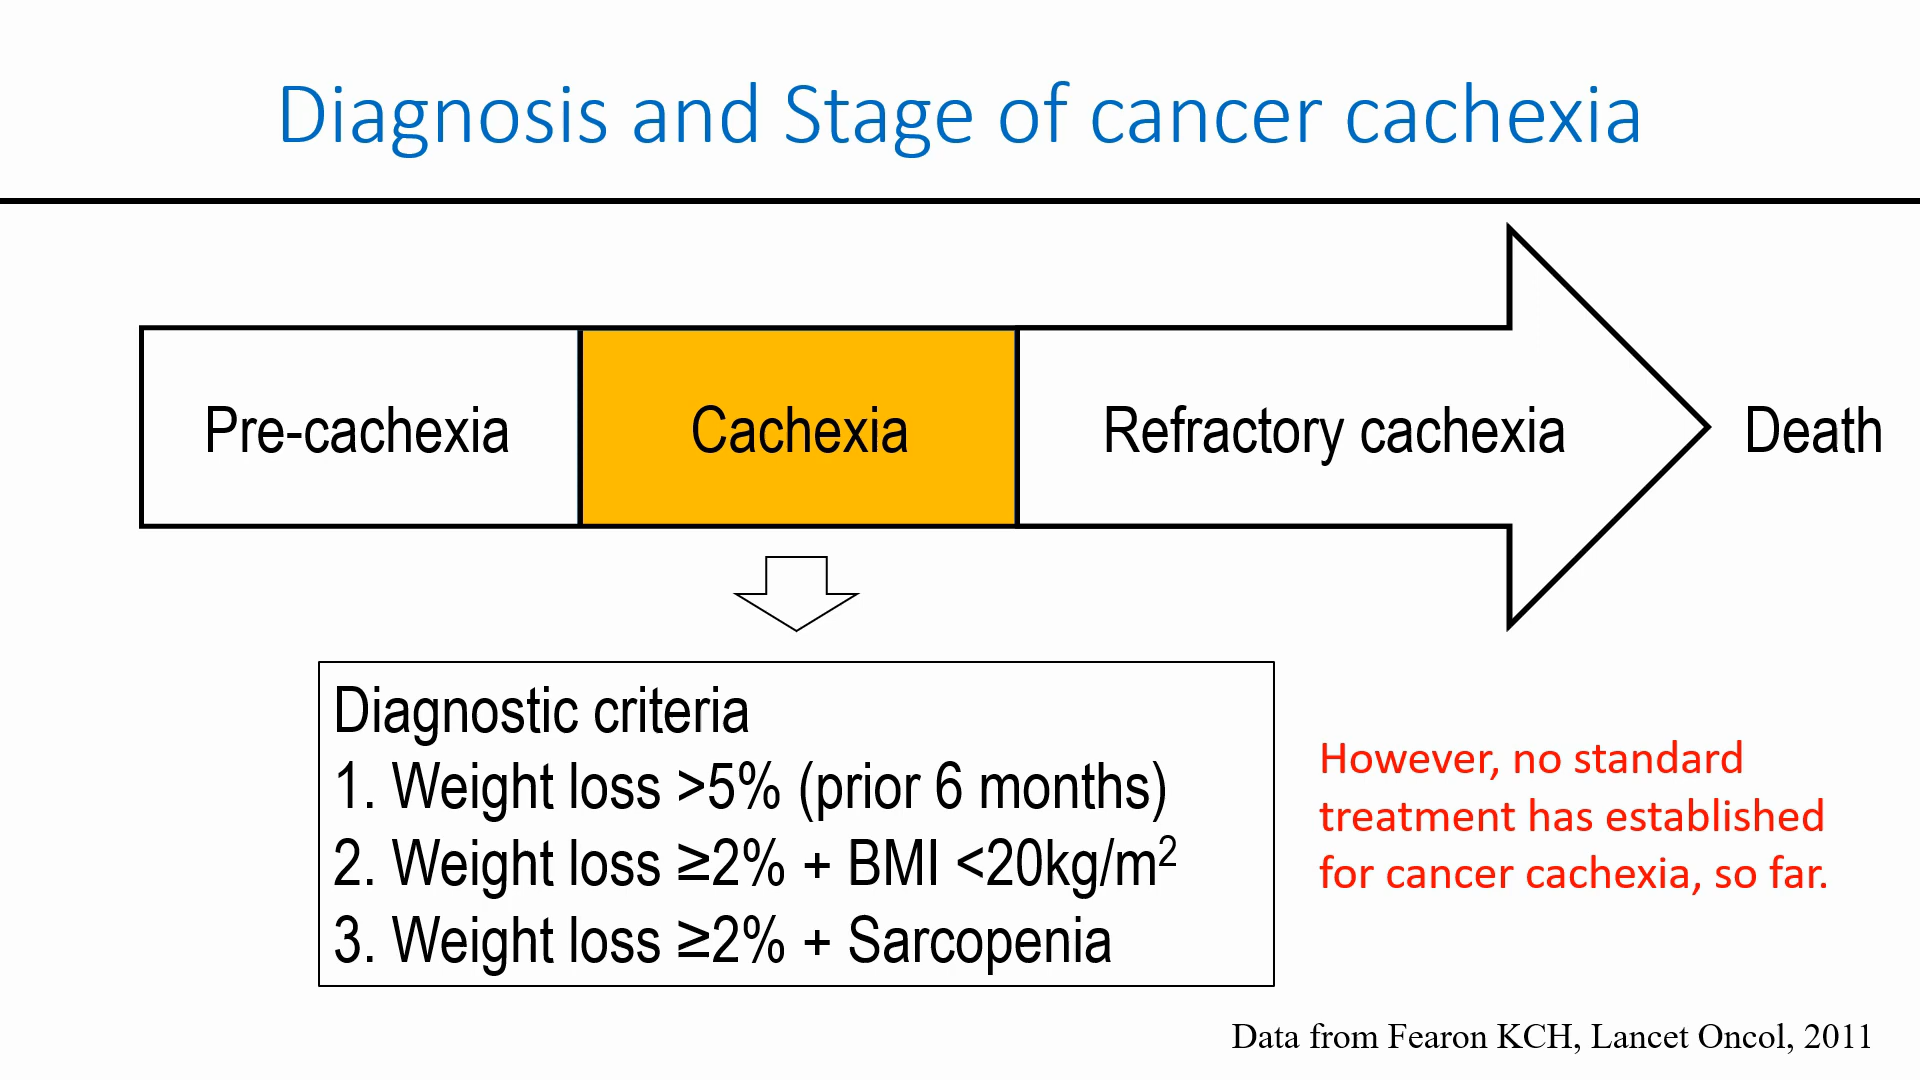 Diagnosis and Stage of cancer cachexia
Pre-cachexia
Cachexia
Refractory cachexia
Death
Diagnostic criteria
1. Weight loss >5% (prior 6 months)
2. Weight loss ≥2% + BMI <20kg/m²
3. Weight loss ≥2% + Sarcopenia
However, no standard
treatment has established
for cancer cachexia, so far.
Data from Fearon KCH, Lancet Oncol, 2011